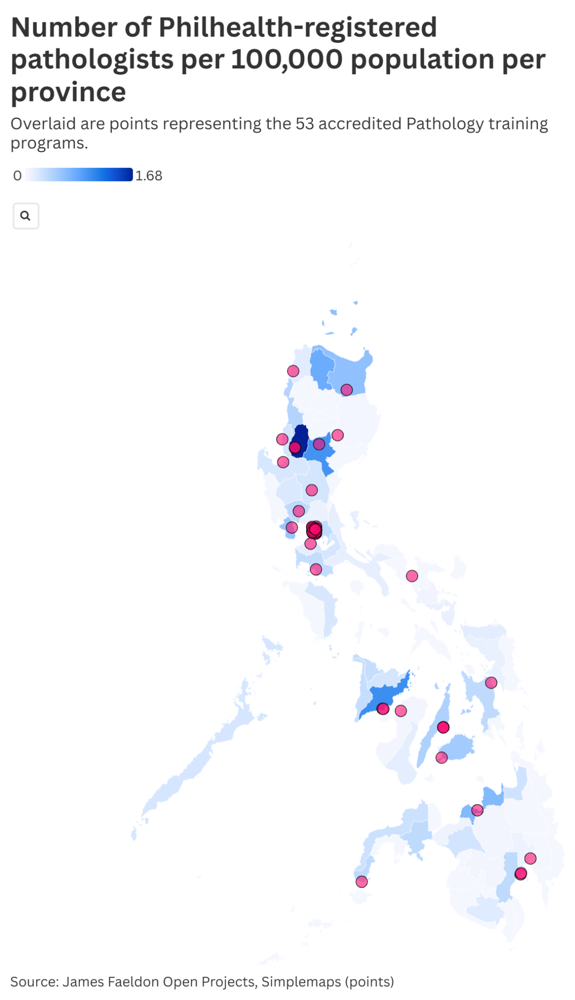 Number of Philhealth-registered
pathologists per 100,000 population per
province
Overlaid are points representing the 53 accredited Pathology training
programs.
0 1.68
Source: James Faeldon Open Projects, Simplemaps (points)